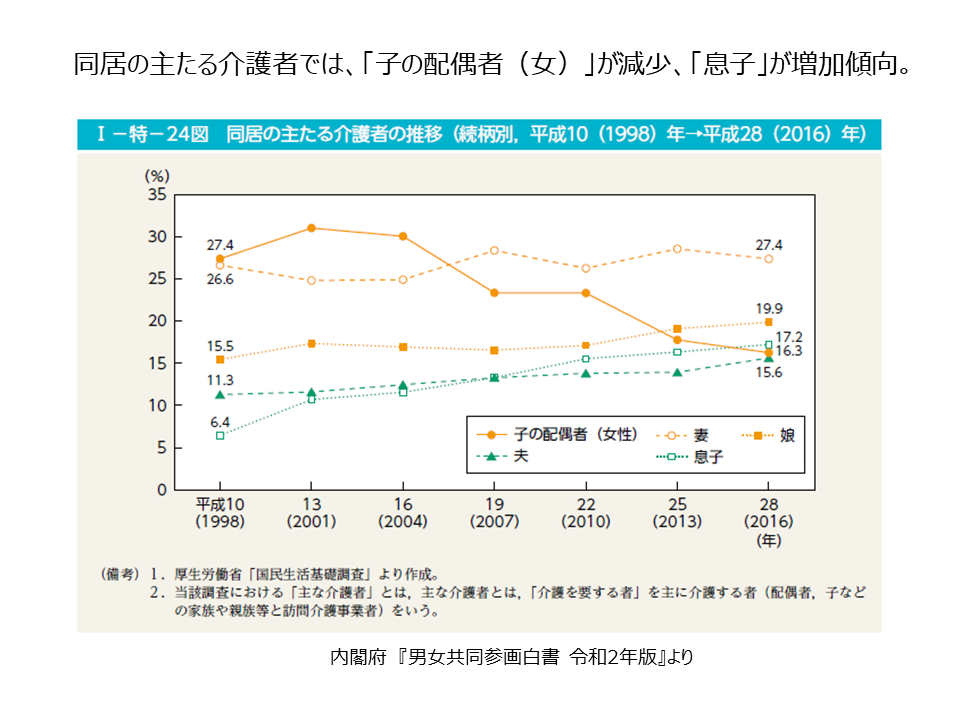 同居の主たる介護者では、「子の配偶者（女）」が減少、「息子」が増加傾向。
Ⅰ－特－24図　同居の主たる介護者の推移（続柄別，平成10（1998）年→平成28（2016）年）
(%)
35
30
25
20
15
10
5
0
27.4
26.6
15.5
11.3
6.4
27.4
19.9
17.2
16.3
15.6
子の配偶者（女性） 妻 娘
夫 息子
平成10 13 16 19 22 25 28
(1998) (2001) (2004) (2007) (2010) (2013) (2016)
(年)
（備考）１．厚生労働省「国民生活基礎調査」より作成。
２．当該調査における「主な介護者」とは，主な介護者とは，「介護を要する者」を主に介護する者（配偶者，子など
の家族や親族等と訪問介護事業者）をいう。
内閣府 『男女共同参画白書 令和2年版』より